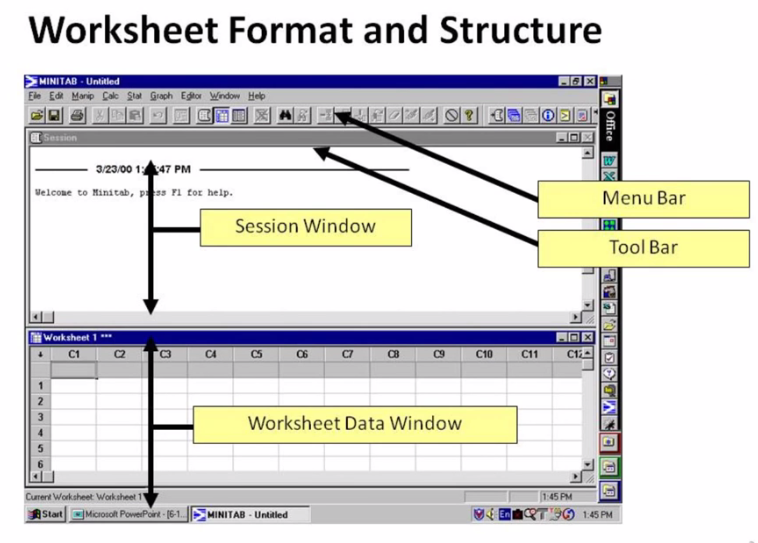 Worksheet Format and Structure
MINITAB - Untitled
File Edit Manip Calc Stat Graph Editor Window Help
Office
Session
3/23/00 1: 47 PM
Welcome to Minitab, press F1 for help.
Menu Bar
Session Window
Tool Bar
Worksheet 1 ***
C1 C2 C3 C4 C5 C6 C7 C8 C9 C10 C11 C12
1
2
3
4
5
6
Worksheet Data Window
Current Worksheet: Worksheet 1
1:45 PM
Start Microsoft PowerPoint - [6-1... MINITAB - Untitled En 1:45 PM